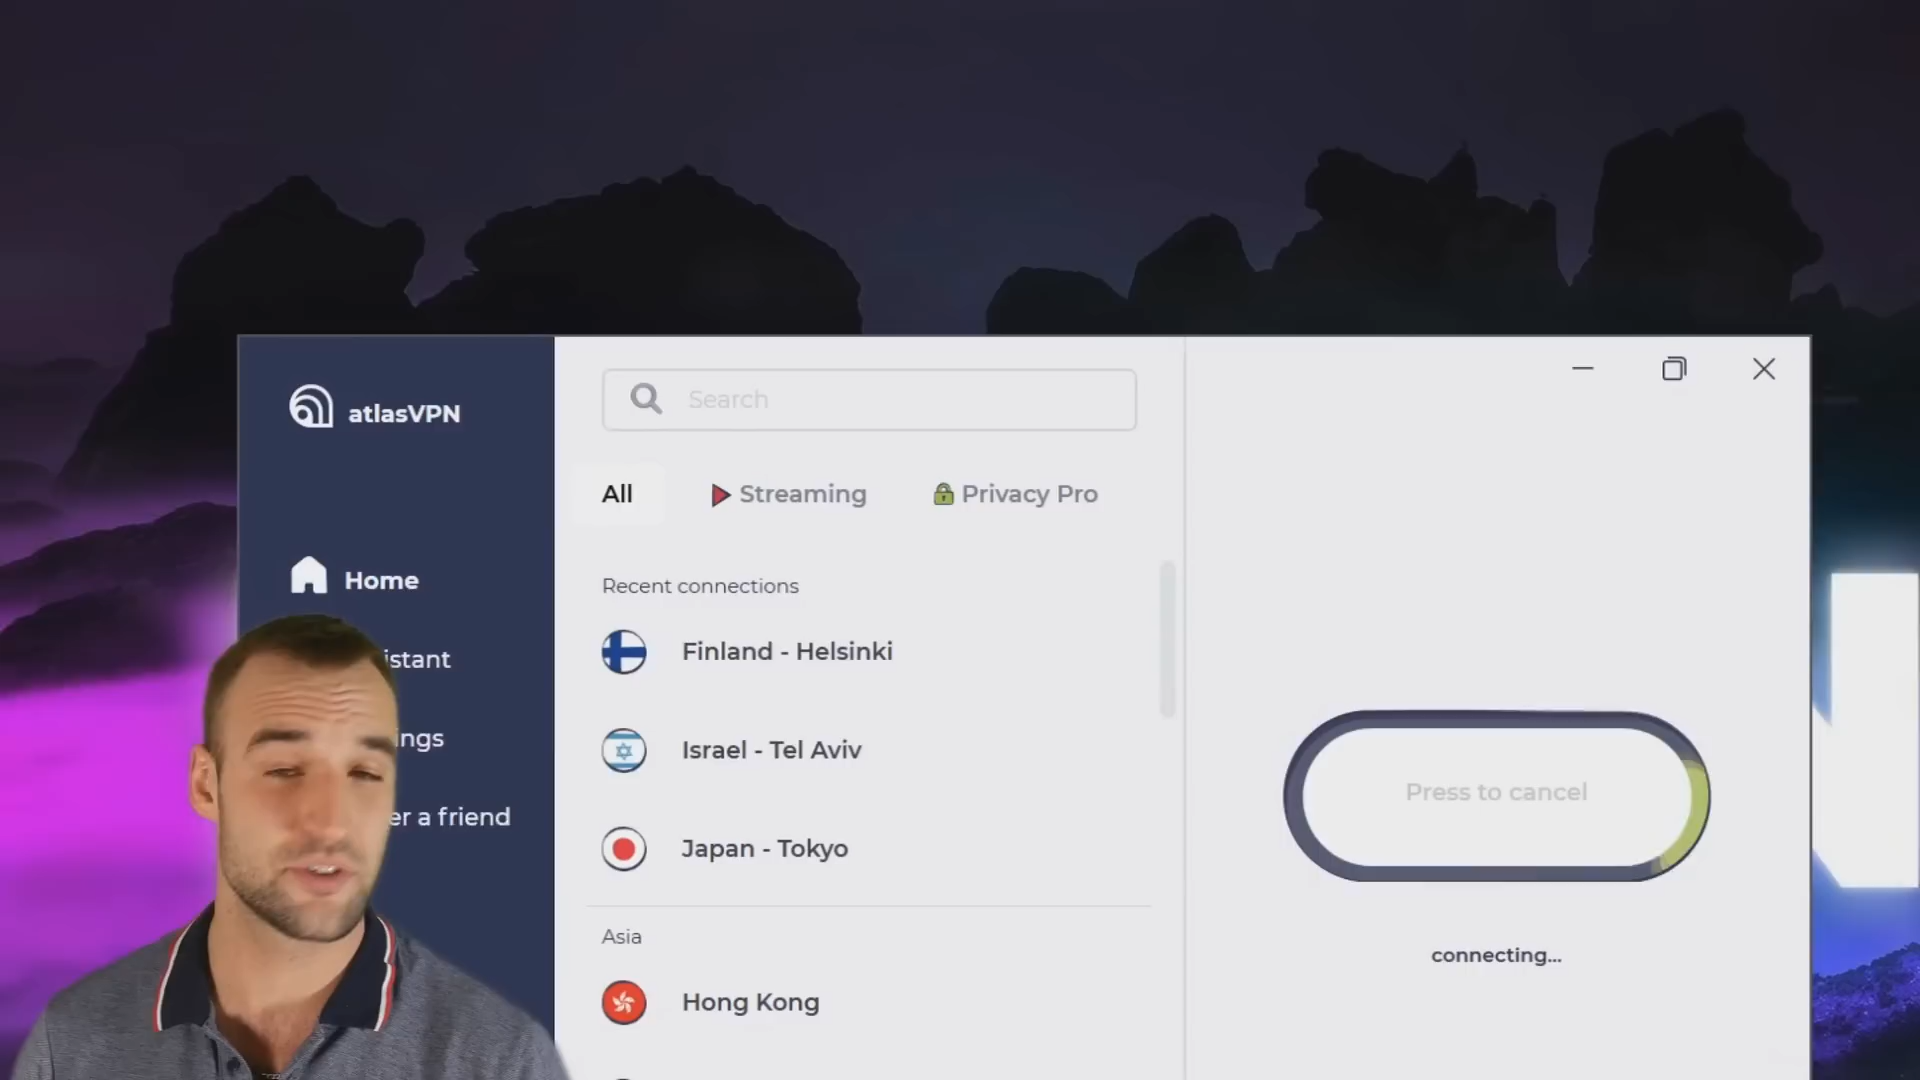 atlasVPN
Home
istant
ings
er a friend
Search
All
Streaming
Privacy Pro
Recent connections
Finland - Helsinki
Israel - Tel Aviv
Japan - Tokyo
Asia
Hong Kong
Press to cancel
connecting...